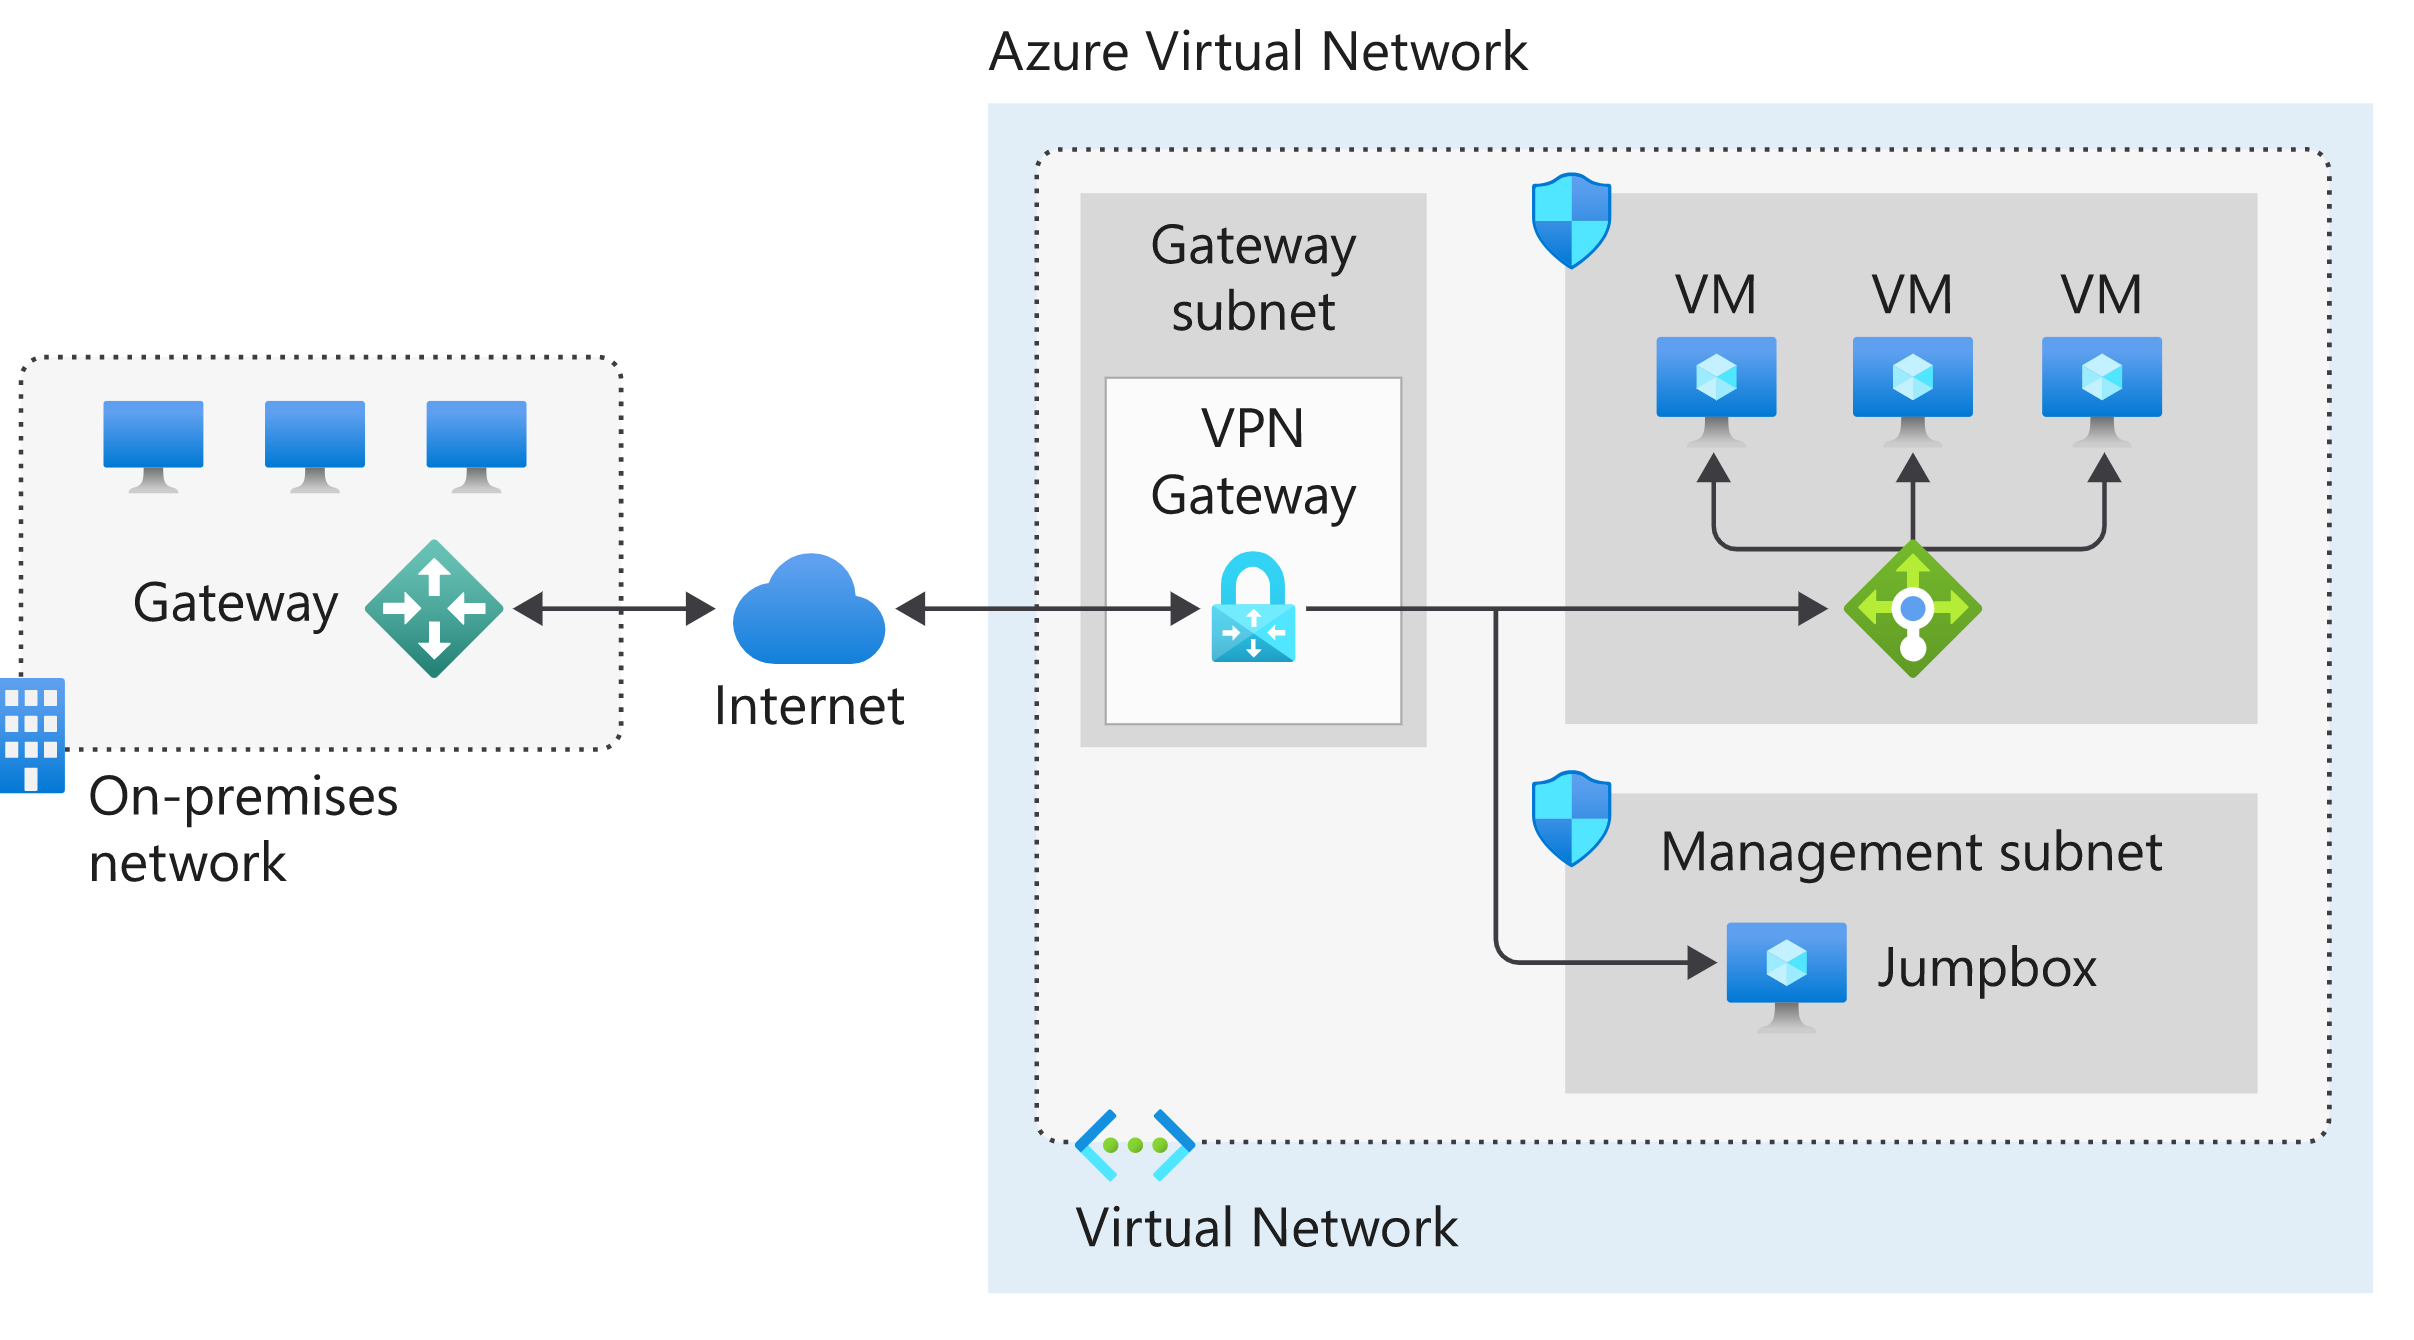 Azure Virtual Network
Gateway
subnet
VPN
Gateway
VM VM VM
Gateway
Internet
On-premises
network
Management subnet
Jumpbox
Virtual Network